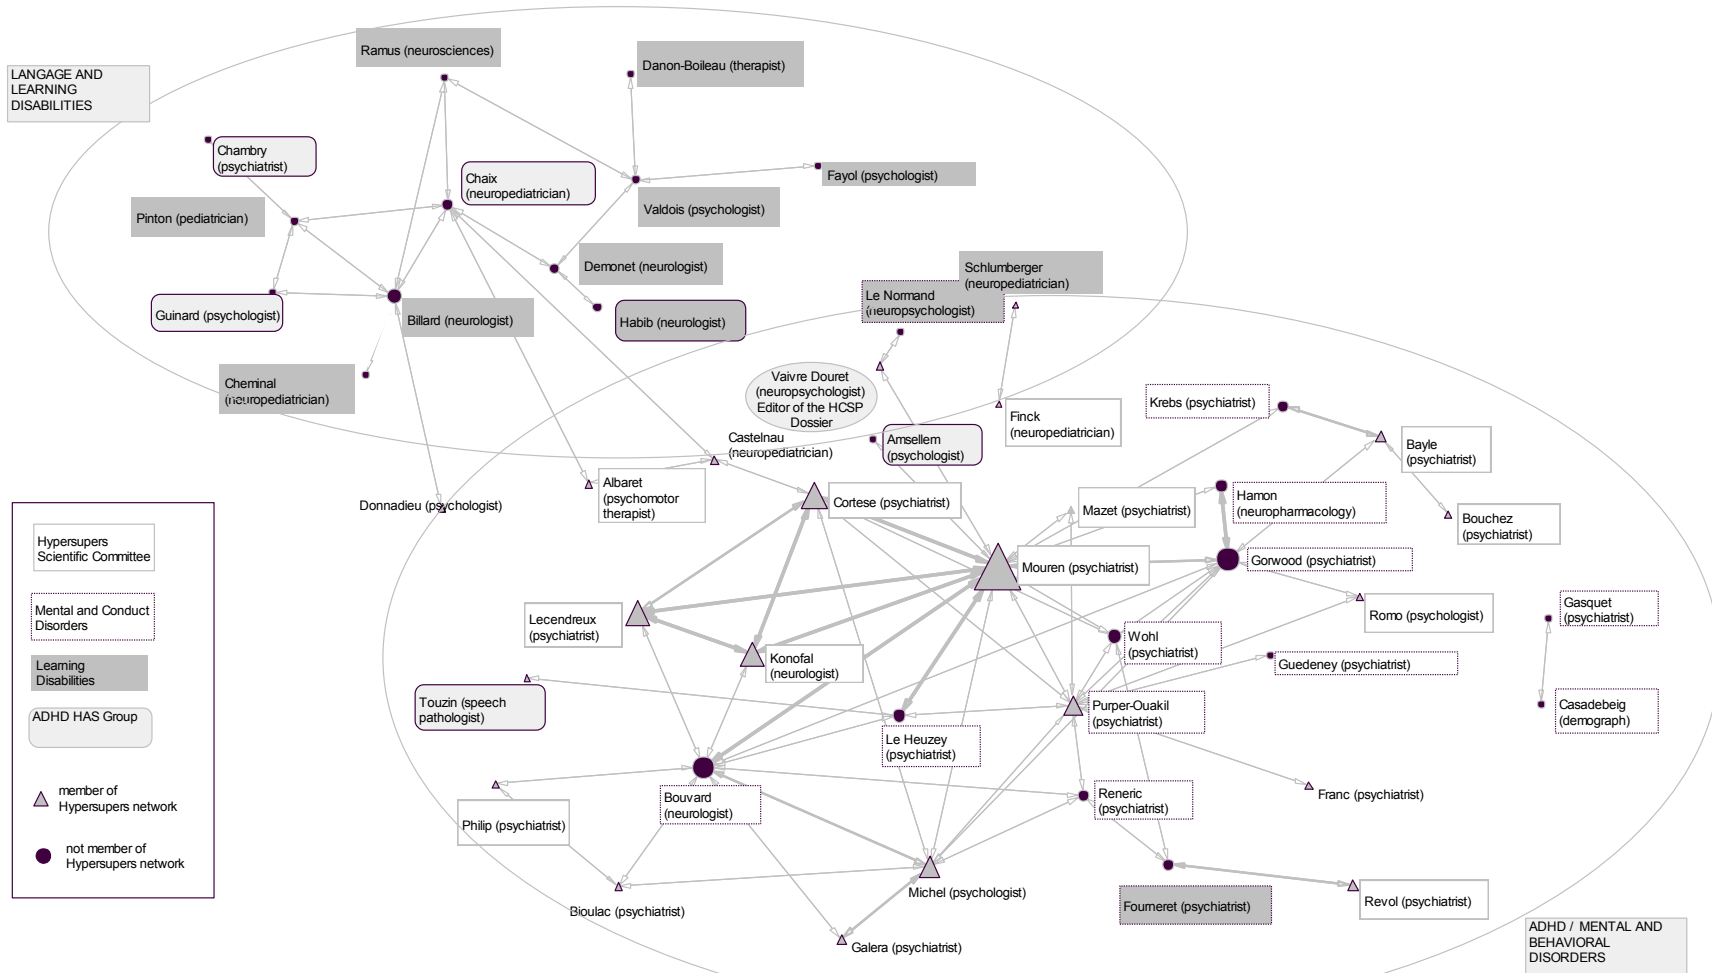 Ramus (neurosciences)
Danon-Boileau (therapist)
LANGAGE AND
LEARNING
DISABILITIES
Chambry
(psychiatrist)
Chaix
(neuropediatrician)
Fayol (psychologist)
Pinton (pediatrician)
Valdois (psychologist)
Demonet (neurologist)
Schlumberger
(neuropediatrician)
Le Normand
(neuropsychologist)
Guinard (psychologist)
Billard (neurologist)
Habib (neurologist)
Cheminal
(neuropediatrician)
Vaivre Douret
(neuropsychologist)
Editor of the HCSP
Dossier
Krebs (psychiatrist)
Finck
(neuropediatrician)
Castelnau
(neuropediatrician)
Amsellem
(psychologist)
Bayle
(psychiatrist)
Donnadieu (psychologist)
Albaret
(psychomotor
therapist)
Cortese (psychiatrist)
Mazet (psychiatrist)
Hamon
(neuropharmacology)
Bouchez
(psychiatrist)
Hypersupers
Scientific Committee
Mouren (psychiatrist)
Gorwood (psychiatrist)
Mental and Conduct
Disorders
Lecendreux
(psychiatrist)
Konofal
(neurologist)
Wohl
(psychiatrist)
Romo (psychologist)
Gasquet
(psychiatrist)
Guedeney (psychiatrist)
Learning
Disabilities
Touzin (speech
pathologist)
Purper-Ouakil
(psychiatrist)
Casadebeig
(demograph)
ADHD HAS Group
Le Heuzey
(psychiatrist)
member of
Hypersupers network
Bouvard
(neurologist)
Reneric
(psychiatrist)
Franc (psychiatrist)
Philip (psychiatrist)
not member of
Hypersupers network
Michel (psychologist)
Bioulac (psychiatrist)
Fourneret (psychiatrist)
Revol (psychiatrist)
Galera (psychiatrist)
ADHD / MENTAL AND
BEHAVIORAL
DISORDERS